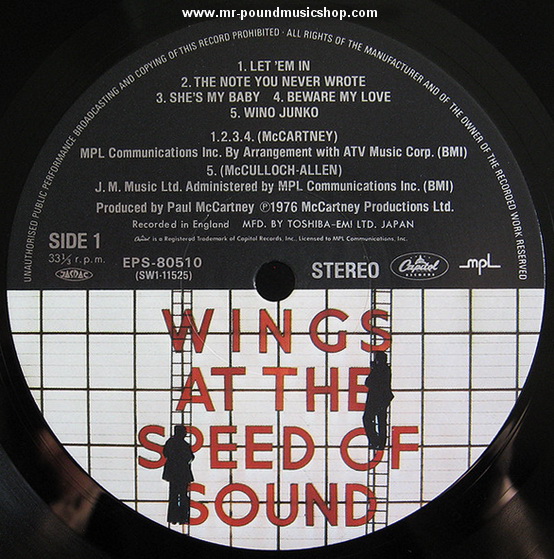 www.mr-poundmusicshop.com
UNAUTHORISED PUBLIC PERFORMANCE BROADCASTING AND COPYING OF THIS RECORD PROHIBITED · ALL RIGHTS OF THE MANUFACTURER AND OF THE OWNER OF THE RECORDED WORK RESERVED
1. LET 'EM IN
2. THE NOTE YOU NEVER WROTE
3. SHE'S MY BABY 4. BEWARE MY LOVE
5. WINO JUNKO
1.2.3.4. (McCARTNEY)
MPL Communications Inc. By Arrangement with ATV Music Corp. (BMI)
5. (McCULLOCH-ALLEN)
J. M. Music Ltd. Administered by MPL Communications Inc. (BMI)
Produced by Paul McCartney ℗1976 McCartney Productions Ltd.
Recorded in England MFD. BY TOSHIBA-EMI LTD. JAPAN
Capitol is a Registered Trademark of Capitol Records, Inc. Licensed to MPL Communications, Inc.
SIDE 1
33⅓ r.p.m.
JASRAC
EPS-80510
(SW1-11525)
STEREO
Capitol
RECORDS
MPL
WINGS
AT THE
SPEED OF
SOUND